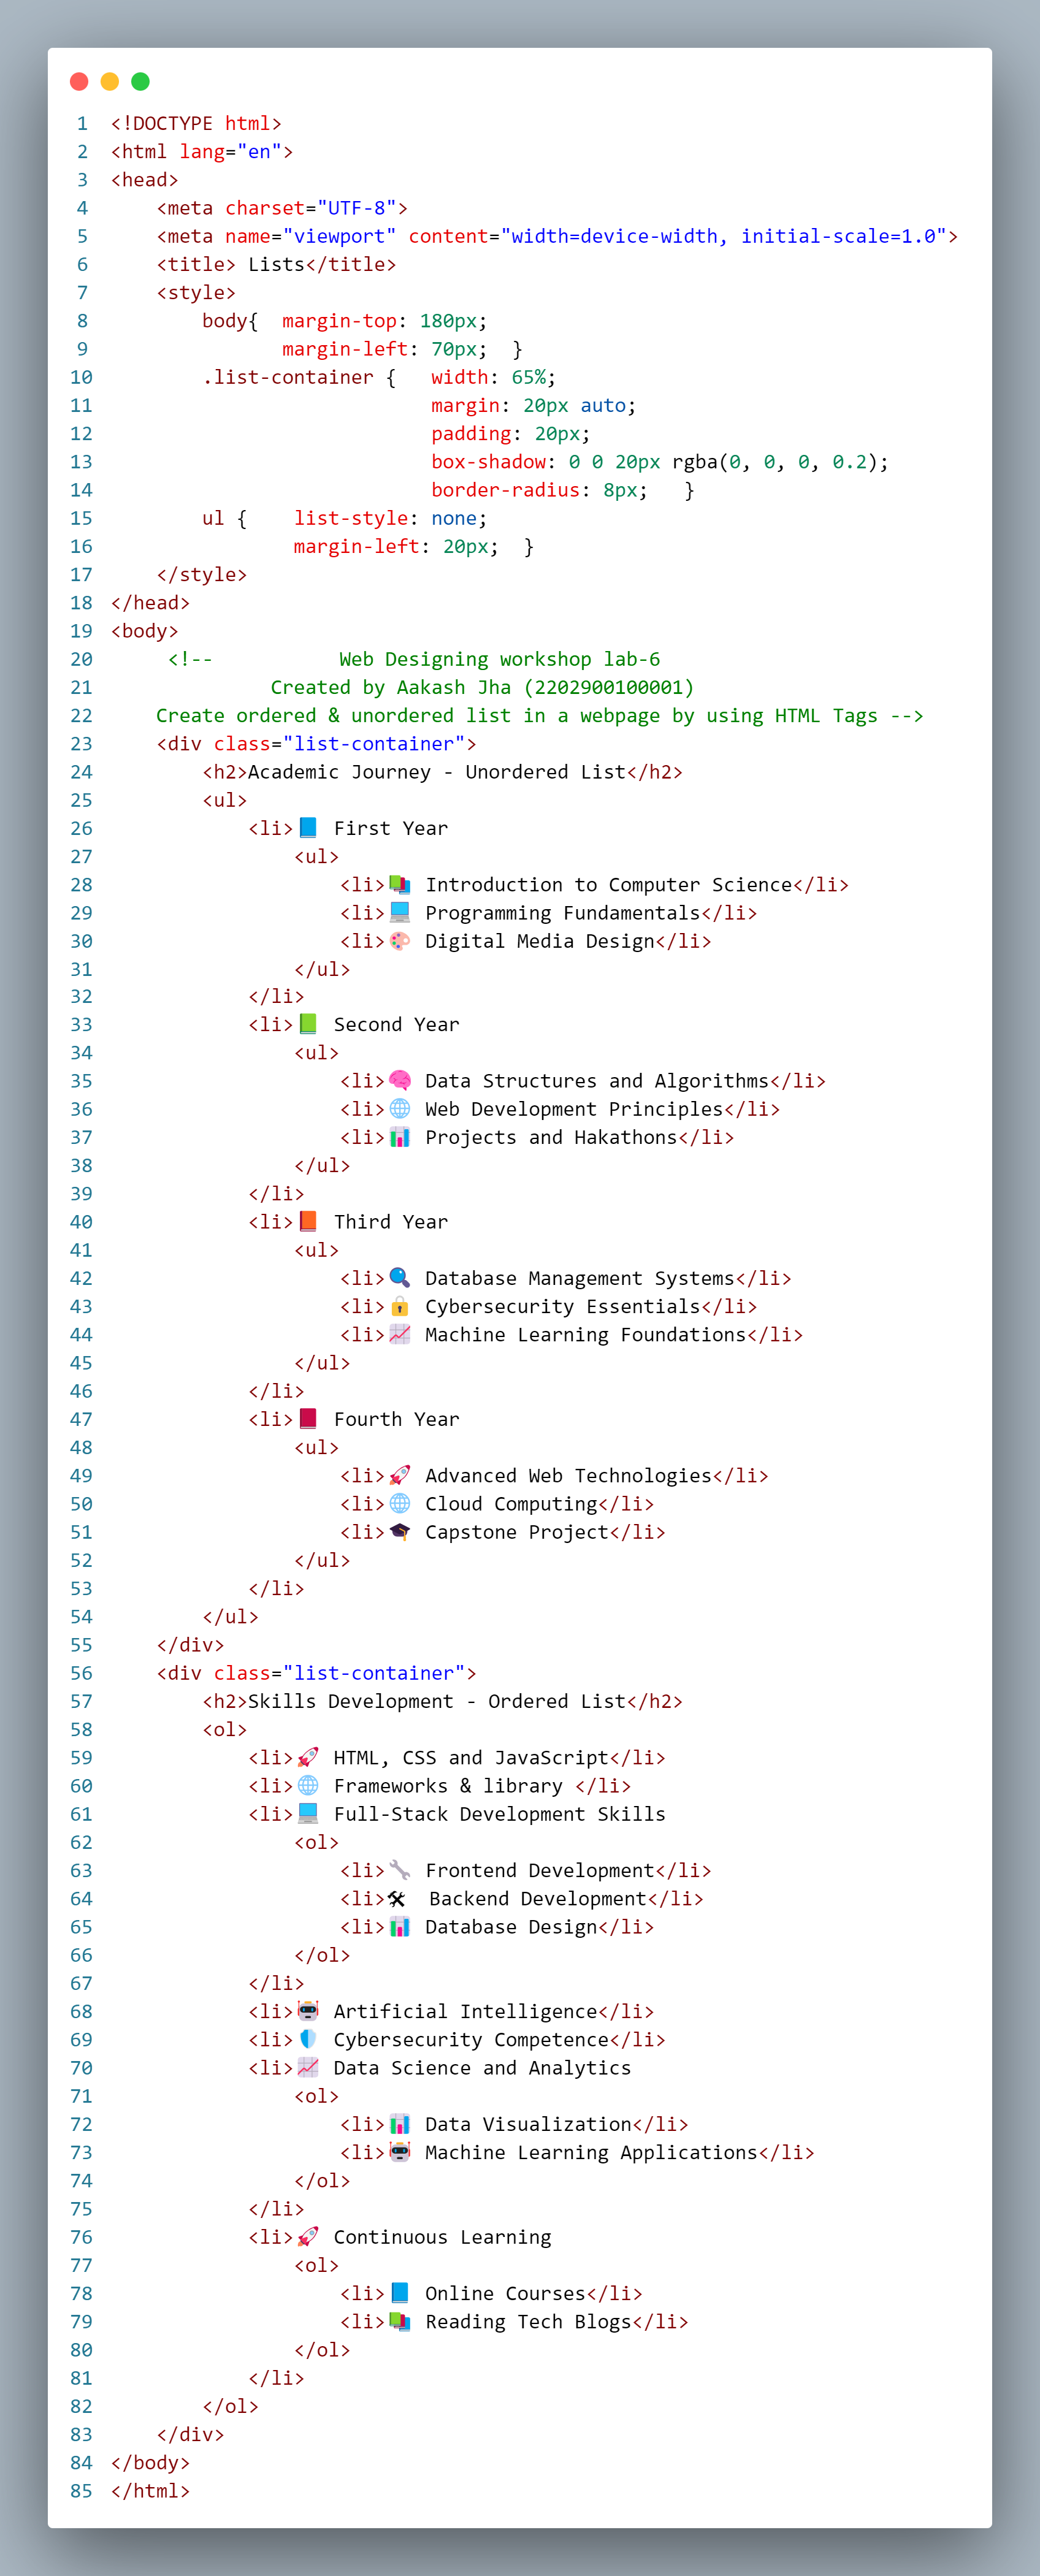 1 <!DOCTYPE html>
2 <html lang="en">
3 <head>
4     <meta charset="UTF-8">
5     <meta name="viewport" content="width=device-width, initial-scale=1.0">
6     <title> Lists</title>
7     <style>
8         body{  margin-top: 180px;
9                margin-left: 70px;  }
10         .list-container {   width: 65%;
11                             margin: 20px auto;
12                             padding: 20px;
13                             box-shadow: 0 0 20px rgba(0, 0, 0, 0.2);
14                             border-radius: 8px;   }
15         ul {    list-style: none;
16                 margin-left: 20px;  }
17     </style>
18 </head>
19 <body>
20      <!--           Web Designing workshop lab-6
21               Created by Aakash Jha (2202900100001)
22     Create ordered & unordered list in a webpage by using HTML Tags -->
23     <div class="list-container">
24         <h2>Academic Journey - Unordered List</h2>
25         <ul>
26             <li>📘 First Year
27                 <ul>
28                     <li>📚 Introduction to Computer Science</li>
29                     <li>💻 Programming Fundamentals</li>
30                     <li>🎨 Digital Media Design</li>
31                 </ul>
32             </li>
33             <li>📗 Second Year
34                 <ul>
35                     <li>🧠 Data Structures and Algorithms</li>
36                     <li>🌐 Web Development Principles</li>
37                     <li>📊 Projects and Hakathons</li>
38                 </ul>
39             </li>
40             <li>📙 Third Year
41                 <ul>
42                     <li>🔍 Database Management Systems</li>
43                     <li>🔒 Cybersecurity Essentials</li>
44                     <li>📈 Machine Learning Foundations</li>
45                 </ul>
46             </li>
47             <li>📕 Fourth Year
48                 <ul>
49                     <li>🚀 Advanced Web Technologies</li>
50                     <li>🌐 Cloud Computing</li>
51                     <li>🎓 Capstone Project</li>
52                 </ul>
53             </li>
54         </ul>
55     </div>
56     <div class="list-container">
57         <h2>Skills Development - Ordered List</h2>
58         <ol>
59             <li>🚀 HTML, CSS and JavaScript</li>
60             <li>🌐 Frameworks & library </li>
61             <li>💻 Full-Stack Development Skills
62                 <ol>
63                     <li>🔧 Frontend Development</li>
64                     <li>🛠 Backend Development</li>
65                     <li>📊 Database Design</li>
66                 </ol>
67             </li>
68             <li>🤖 Artificial Intelligence</li>
69             <li>🛡 Cybersecurity Competence</li>
70             <li>📈 Data Science and Analytics
71                 <ol>
72                     <li>📊 Data Visualization</li>
73                     <li>🤖 Machine Learning Applications</li>
74                 </ol>
75             </li>
76             <li>🚀 Continuous Learning
77                 <ol>
78                     <li>📘 Online Courses</li>
79                     <li>📚 Reading Tech Blogs</li>
80                 </ol>
81             </li>
82         </ol>
83     </div>
84 </body>
85 </html>